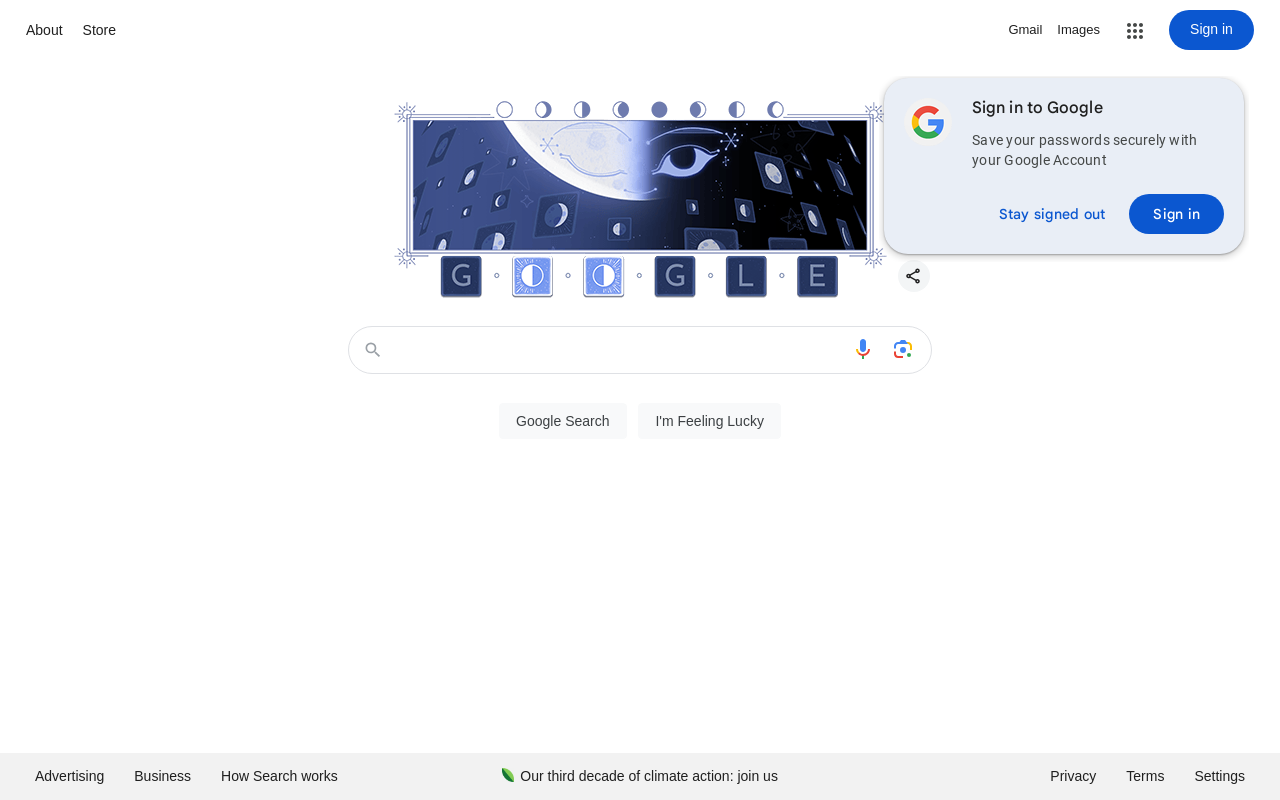 About
Store
Gmail
Images
Sign in
Sign in to Google
Save your passwords securely with
your Google Account
Stay signed out
Sign in
G
G L E
Google Search
I'm Feeling Lucky
Advertising
Business
How Search works
Our third decade of climate action: join us
Privacy
Terms
Settings